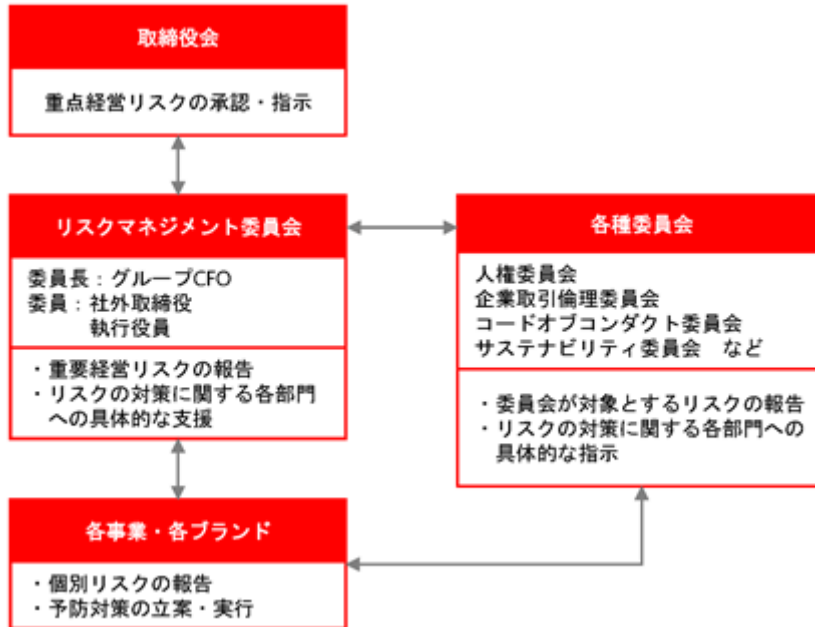 取締役会
重点経営リスクの承認・指示
リスクマネジメント委員会
委員長：グループCFO
委員：社外取締役
執行役員
・重要経営リスクの報告
・リスクの対策に関する各部門
への具体的な支援
各種委員会
人権委員会
企業取引倫理委員会
コードオブコンダクト委員会
サステナビリティ委員会　など
・委員会が対象とするリスクの報告
・リスクの対策に関する各部門への
具体的な指示
各事業・各ブランド
・個別リスクの報告
・予防対策の立案・実行